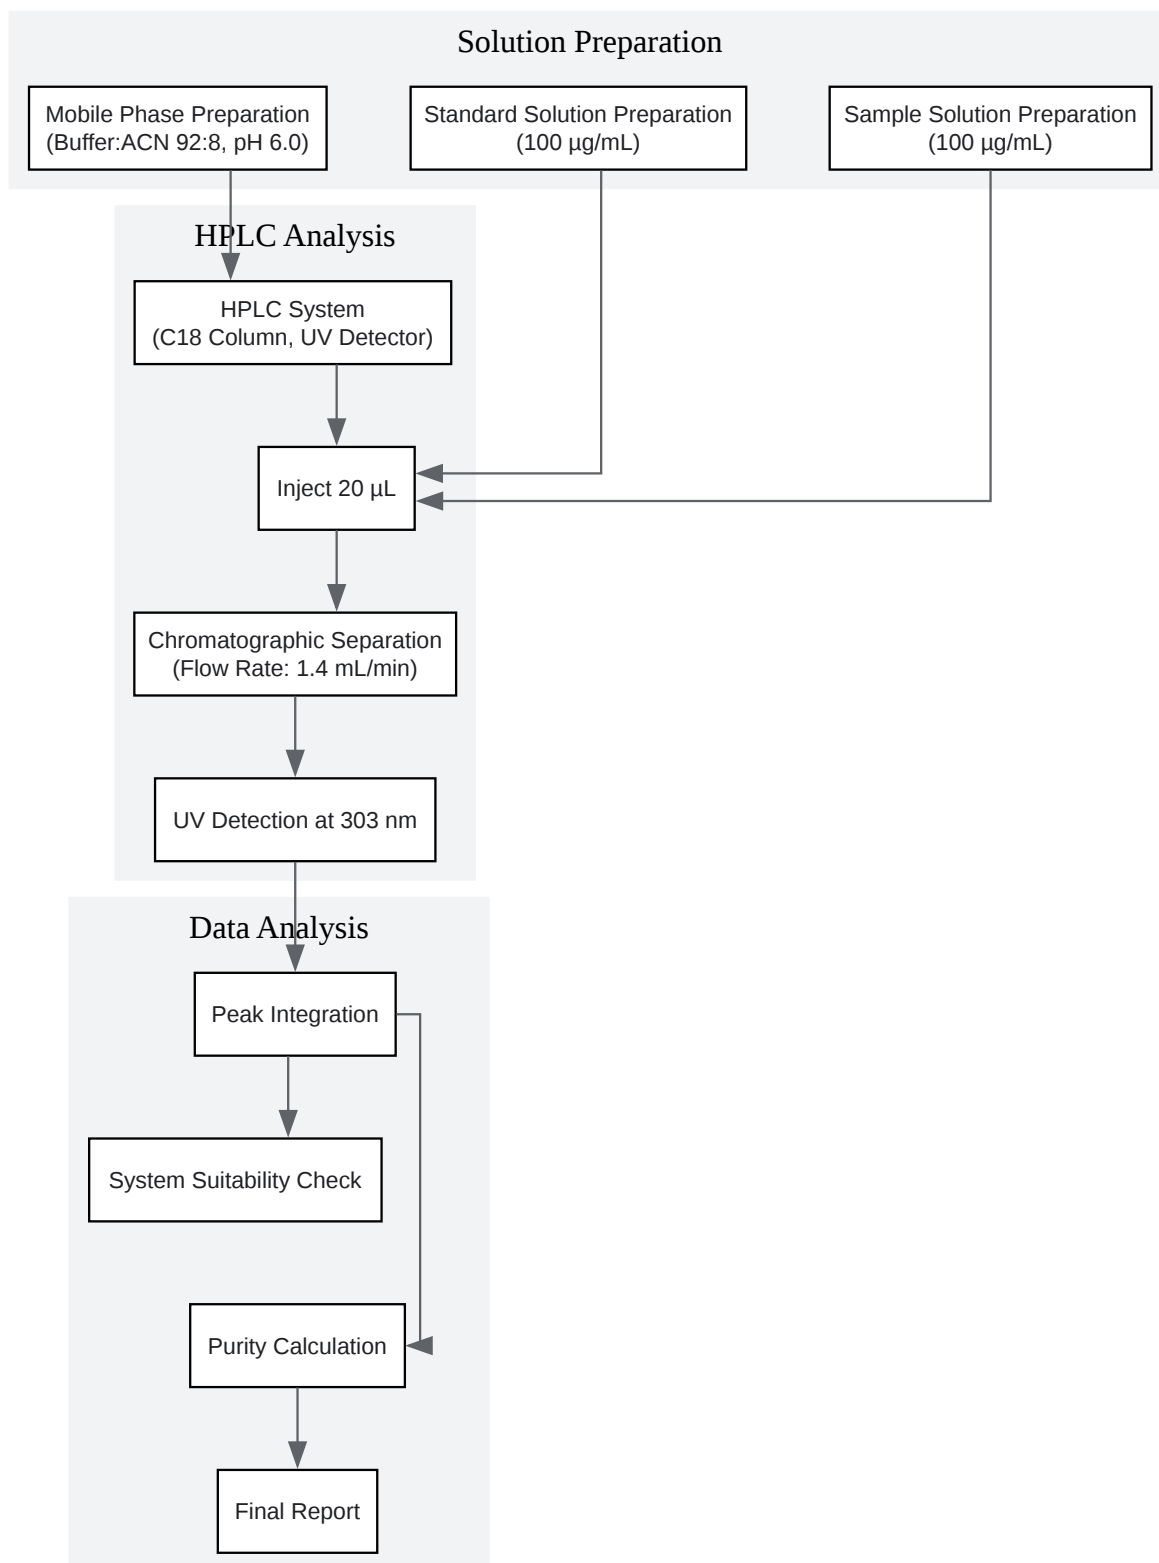 Solution Preparation
Mobile Phase Preparation
(Buffer:ACN 92:8, pH 6.0)
Standard Solution Preparation
(100 µg/mL)
Sample Solution Preparation
(100 µg/mL)
HPLC Analysis
HPLC System
(C18 Column, UV Detector)
Inject 20 µL
Chromatographic Separation
(Flow Rate: 1.4 mL/min)
UV Detection at 303 nm
Data Analysis
Peak Integration
System Suitability Check
Purity Calculation
Final Report